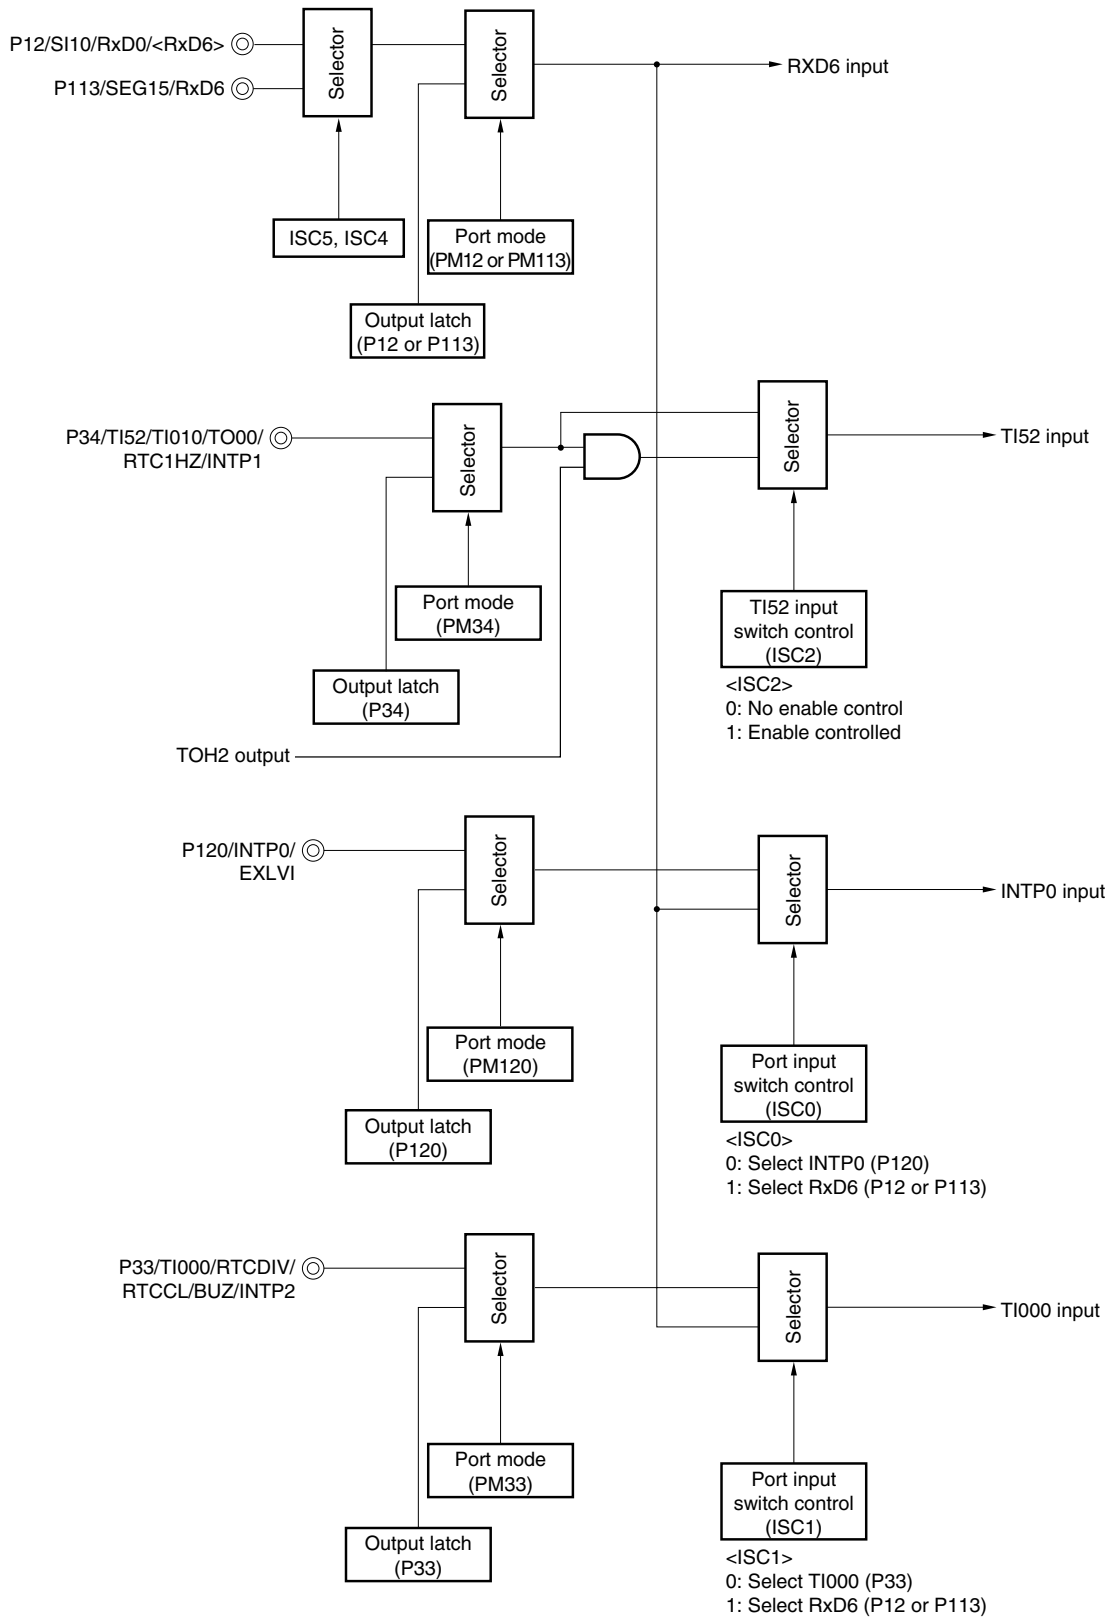 P12/SI10/RxD0/<RxD6>
P113/SEG15/RxD6
Selector
Selector
RXD6 input
ISC5, ISC4
Port mode
(PM12 or PM113)
Output latch
(P12 or P113)
P34/TI52/TI010/TO00/
RTC1HZ/INTP1
Selector
Selector
TI52 input
Port mode
(PM34)
Output latch
(P34)
TI52 input
switch control
(ISC2)
<ISC2>
0: No enable control
1: Enable controlled
TOH2 output
P120/INTP0/
EXLVI
Selector
Selector
INTP0 input
Port mode
(PM120)
Output latch
(P120)
Port input
switch control
(ISC0)
<ISC0>
0: Select INTP0 (P120)
1: Select RxD6 (P12 or P113)
P33/TI000/RTCDIV/
RTCCL/BUZ/INTP2
Selector
Selector
TI000 input
Port mode
(PM33)
Output latch
(P33)
Port input
switch control
(ISC1)
<ISC1>
0: Select TI000 (P33)
1: Select RxD6 (P12 or P113)